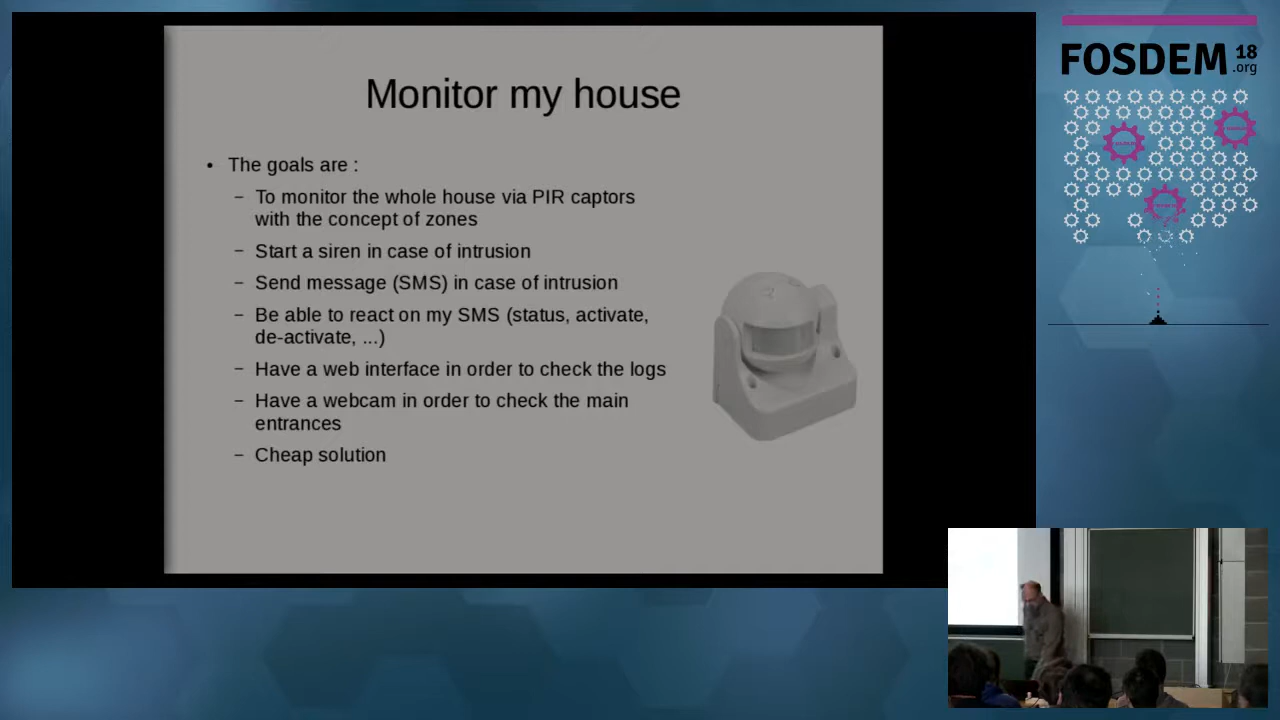 Monitor my house
• The goals are :
– To monitor the whole house via PIR captors
with the concept of zones
– Start a siren in case of intrusion
– Send message (SMS) in case of intrusion
– Be able to react on my SMS (status, activate,
de-activate, ...)
– Have a web interface in order to check the logs
– Have a webcam in order to check the main
entrances
– Cheap solution
FOSDEM 18
.org